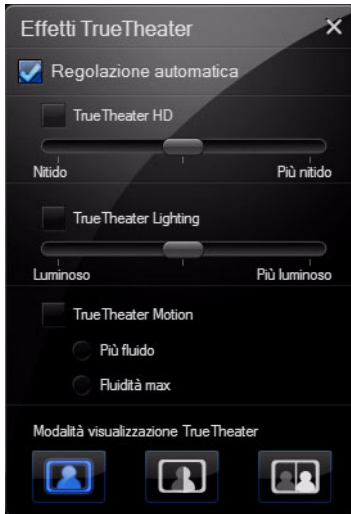 Effetti TrueTheater
Regolazione automatica
TrueTheater HD
Nitido Più nitido
TrueTheater Lighting
Luminoso Più luminoso
TrueTheater Motion
Più fluido
Fluidità max
Modalità visualizzazione TrueTheater